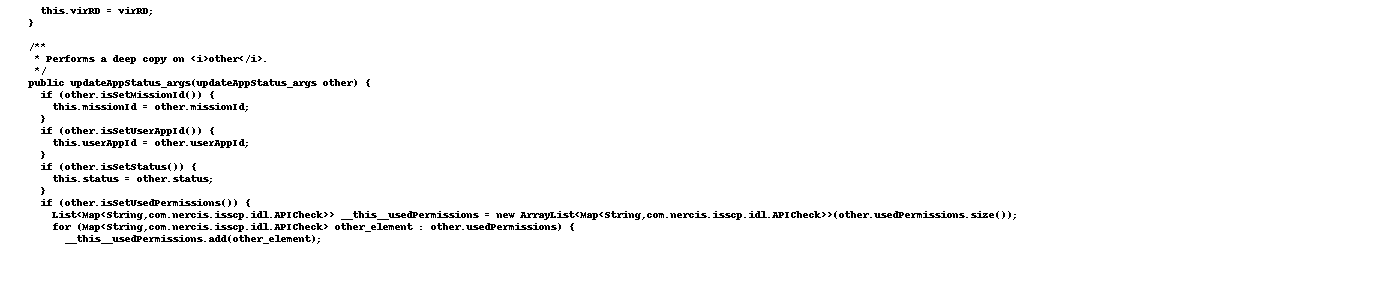 this.virRD = virRD;
}
/**
* Performs a deep copy on <i>other</i>.
*/
public updateAppStatus_args(updateAppStatus_args other) {
if (other.isSetMissionId()) {
this.missionId = other.missionId;
}
if (other.isSetUserAppId()) {
this.userAppId = other.userAppId;
}
if (other.isSetStatus()) {
this.status = other.status;
}
if (other.isSetUsedPermissions()) {
List<Map<String,com.nercis.isscp.idl.APICheck>> __this__usedPermissions = new ArrayList<Map<String,com.nercis.isscp.idl.APICheck>>(other.usedPermissions.size());
for (Map<String,com.nercis.isscp.idl.APICheck> other_element : other.usedPermissions) {
__this__usedPermissions.add(other_element);